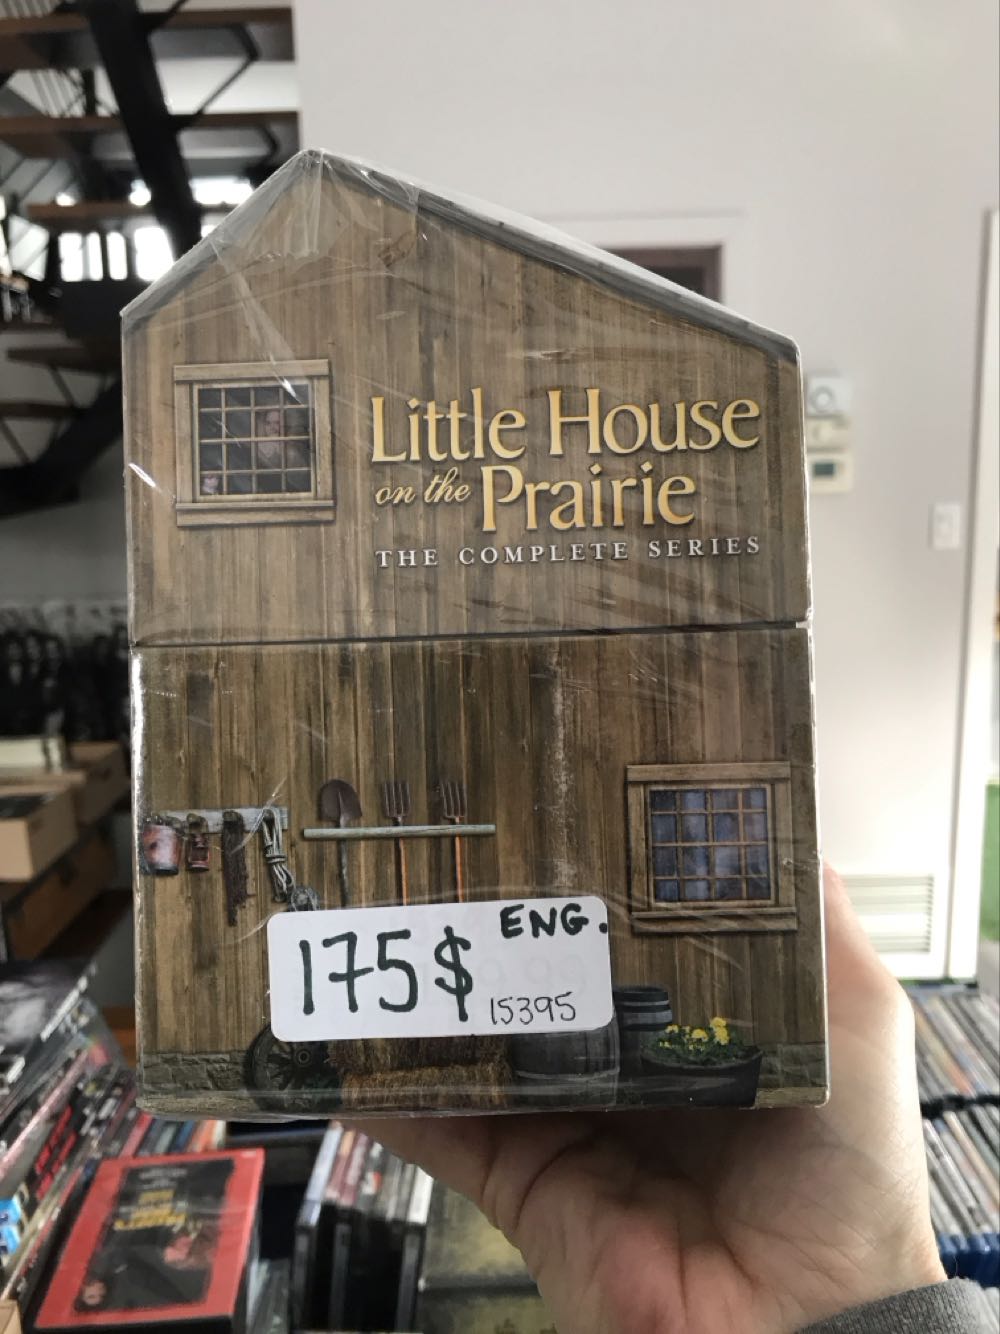 Little House
on the Prairie
THE COMPLETE SERIES
ENG.
175$
15395